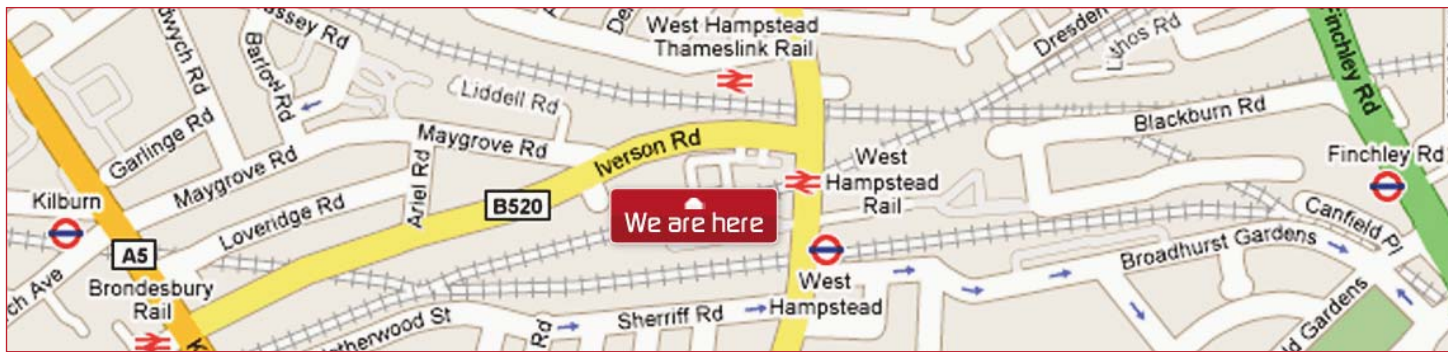 West Hampstead
Thameslink Rail
Dresden
Lithos Rd
Finchley Rd
Barlow Rd
Liddell Rd
Blackburn Rd
Garlinge Rd
Maygrove Rd
Maygrove Rd
Iverson Rd
West
Hampstead
Rail
Finchley Rd
Kilburn
Ariel Rd
B520
We are here
Loveridge Rd
Canfield Pl
A5
Broadhurst Gardens
Brondesbury
Rail
West
Hampstead
Sherriff Rd
Rd